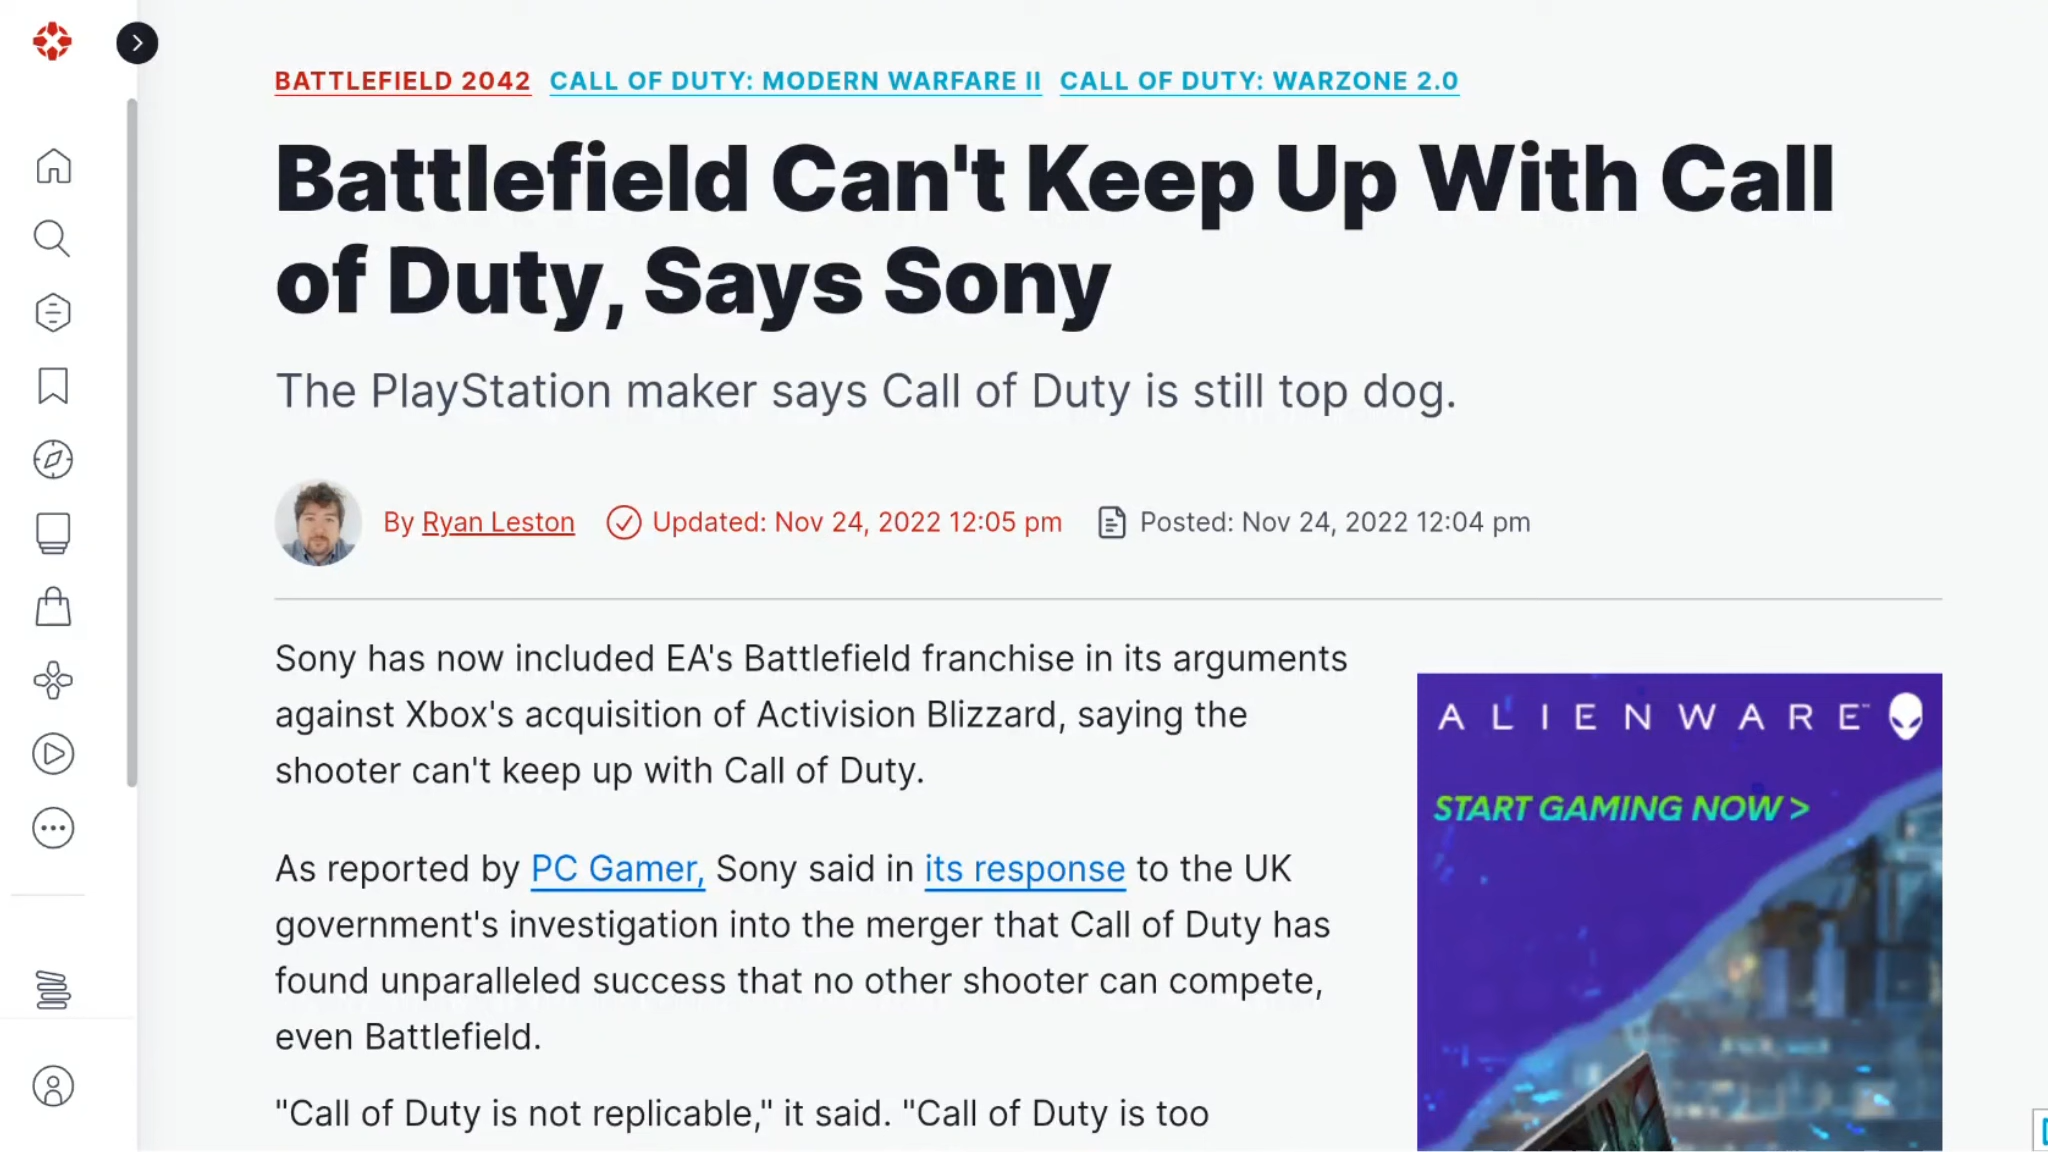 BATTLEFIELD 2042 CALL OF DUTY: MODERN WARFARE II CALL OF DUTY: WARZONE 2.0
Battlefield Can't Keep Up With Call
of Duty, Says Sony
The PlayStation maker says Call of Duty is still top dog.
By Ryan Leston Updated: Nov 24, 2022 12:05 pm Posted: Nov 24, 2022 12:04 pm
Sony has now included EA's Battlefield franchise in its arguments
against Xbox's acquisition of Activision Blizzard, saying the
shooter can't keep up with Call of Duty.
As reported by PC Gamer, Sony said in its response to the UK
government's investigation into the merger that Call of Duty has
found unparalleled success that no other shooter can compete,
even Battlefield.
"Call of Duty is not replicable," it said. "Call of Duty is too
ALIENWARE™
START GAMING NOW >